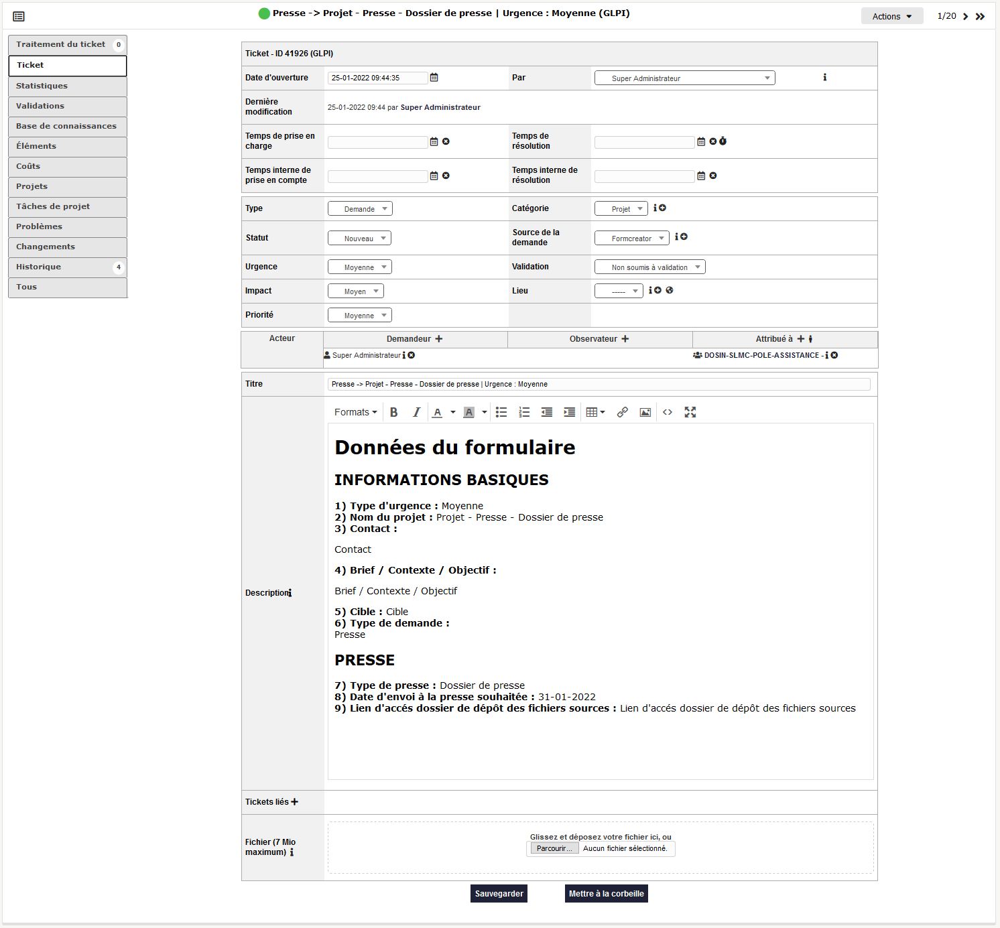 Presse -> Projet - Presse - Dossier de presse | Urgence : Moyenne (GLPI)
Actions
1/20
Traitement du ticket 0
Ticket
Statistiques
Validations
Base de connaissances
Éléments
Coûts
Projets
Tâches de projet
Problèmes
Changements
Historique 4
Tous
Ticket - ID 41926 (GLPI)
Date d'ouverture 25-01-2022 09:44:35 Par Super Administrateur
Dernière
modification
25-01-2022 09:44 par Super Administrateur
Temps de prise en
charge
Temps de
résolution
Temps interne de
prise en compte
Temps interne de
résolution
Type Demande Catégorie Projet
Statut Nouveau
Source de la
demande
Formcreator
Urgence Moyenne Validation Non soumis à validation
Impact Moyen Lieu -----
Priorité Moyenne
Acteur Demandeur Observateur Attribué à
Super Administrateur DOSIN-SLMC-POLE-ASSISTANCE -
Titre Presse -> Projet - Presse - Dossier de presse | Urgence : Moyenne
Description
Formats B I A A
Données du formulaire
INFORMATIONS BASIQUES
1) Type d'urgence : Moyenne
2) Nom du projet : Projet - Presse - Dossier de presse
3) Contact :
Contact
4) Brief / Contexte / Objectif :
Brief / Contexte / Objectif
5) Cible : Cible
6) Type de demande :
Presse
PRESSE
7) Type de presse : Dossier de presse
8) Date d'envoi à la presse souhaitée : 31-01-2022
9) Lien d'accés dossier de dépôt des fichiers sources : Lien d'accés dossier de dépôt des fichiers sources
Tickets liés
Fichier (7 Mio
maximum)
Glissez et déposez votre fichier ici, ou
Parcourir... Aucun fichier sélectionné.
Sauvegarder Mettre à la corbeille